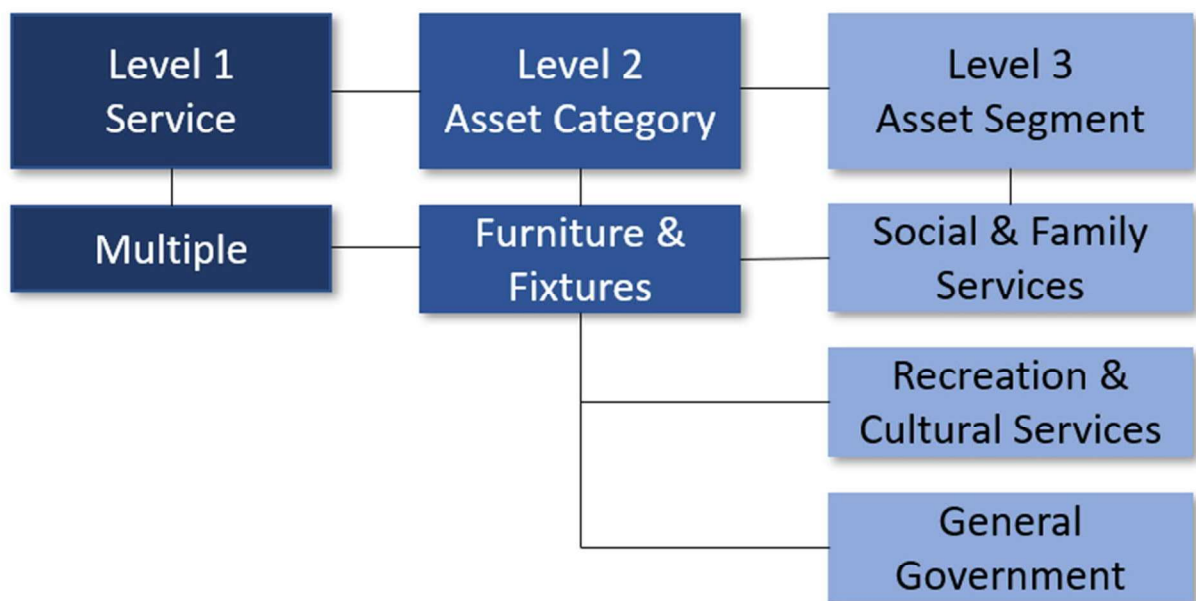 Level 1
Service
Level 2
Asset Category
Level 3
Asset Segment
Multiple
Furniture &
Fixtures
Social & Family
Services
Recreation &
Cultural Services
General
Government